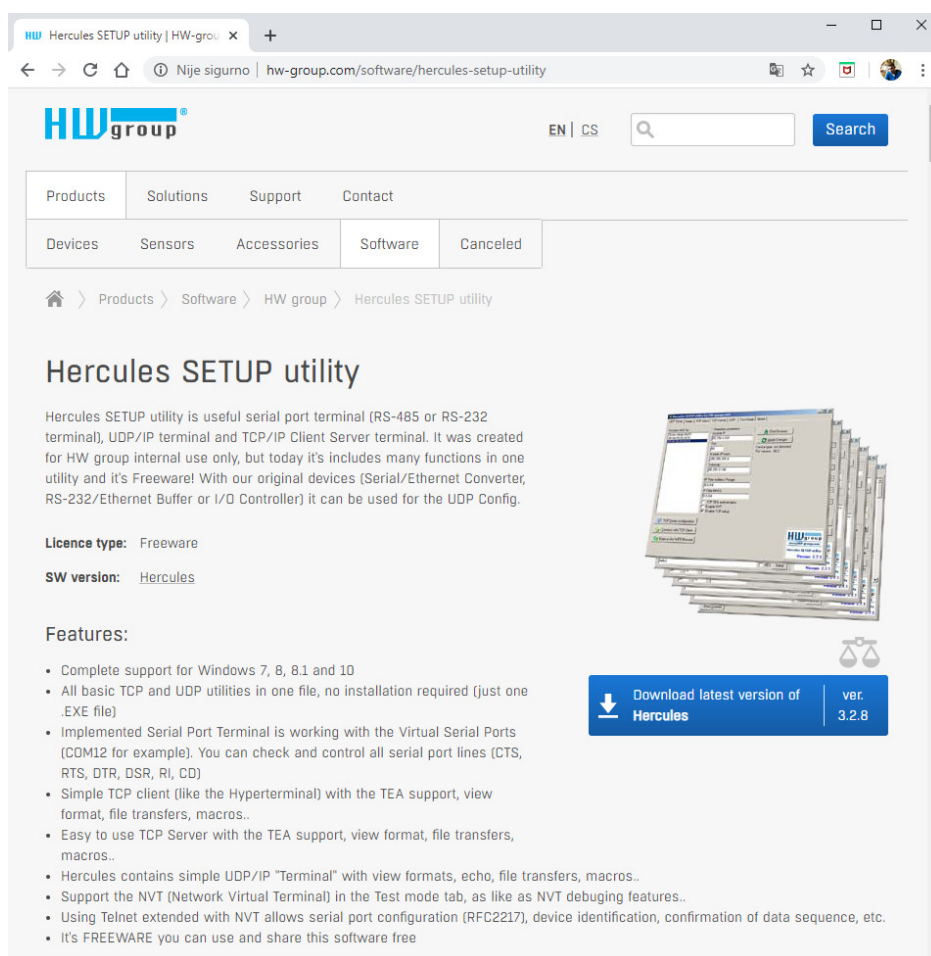 HW Hercules SETUP utility | HW-grou
Nije sigurno | hw-group.com/software/hercules-setup-utility
HW group ®
EN | CS
Search
Products Solutions Support Contact
Devices Sensors Accessories Software Canceled
Products Software HW group Hercules SETUP utility
Hercules SETUP utility
Hercules SETUP utility is useful serial port terminal (RS-485 or
RS-232
terminal), UDP/IP terminal and TCP/IP Client
Server terminal. It was created
for HW group internal use only, but today it's
includes many functions in one
utility and it's Freeware! With our original devices
(Serial/Ethernet Converter,
RS-232/Ethernet Buffer or I/O Controller) it
can be used for the UDP Config.
Licence type: Freeware
SW version: Hercules
Features:
• Complete support for Windows 7, 8, 8.1 and 10
• All basic TCP and UDP utilities in one file, no installation required (just one
.EXE file)
• Implemented Serial Port Terminal is working with the Virtual Serial Ports
(COM12 for example). You can check and control all serial port lines (CTS,
RTS, DTR, DSR, RI, CD)
• Simple TCP client (like the Hyperterminal) with the TEA support, view
format, file transfers, macros..
• Easy to use TCP Server with the TEA support, view format, file transfers,
macros..
• Hercules contains simple UDP/IP "Terminal" with view formats, echo, file transfers, macros..
• Support the NVT (Network Virtual Terminal) in the Test mode tab, as like as NVT debuging features..
• Using Telnet extended with NVT allows serial port configuration (RFC2217), device identification, confirmation of data sequence, etc.
• It's FREEWARE you can use and share this software free
Download latest version of
Hercules
ver.
3.2.8
HW group